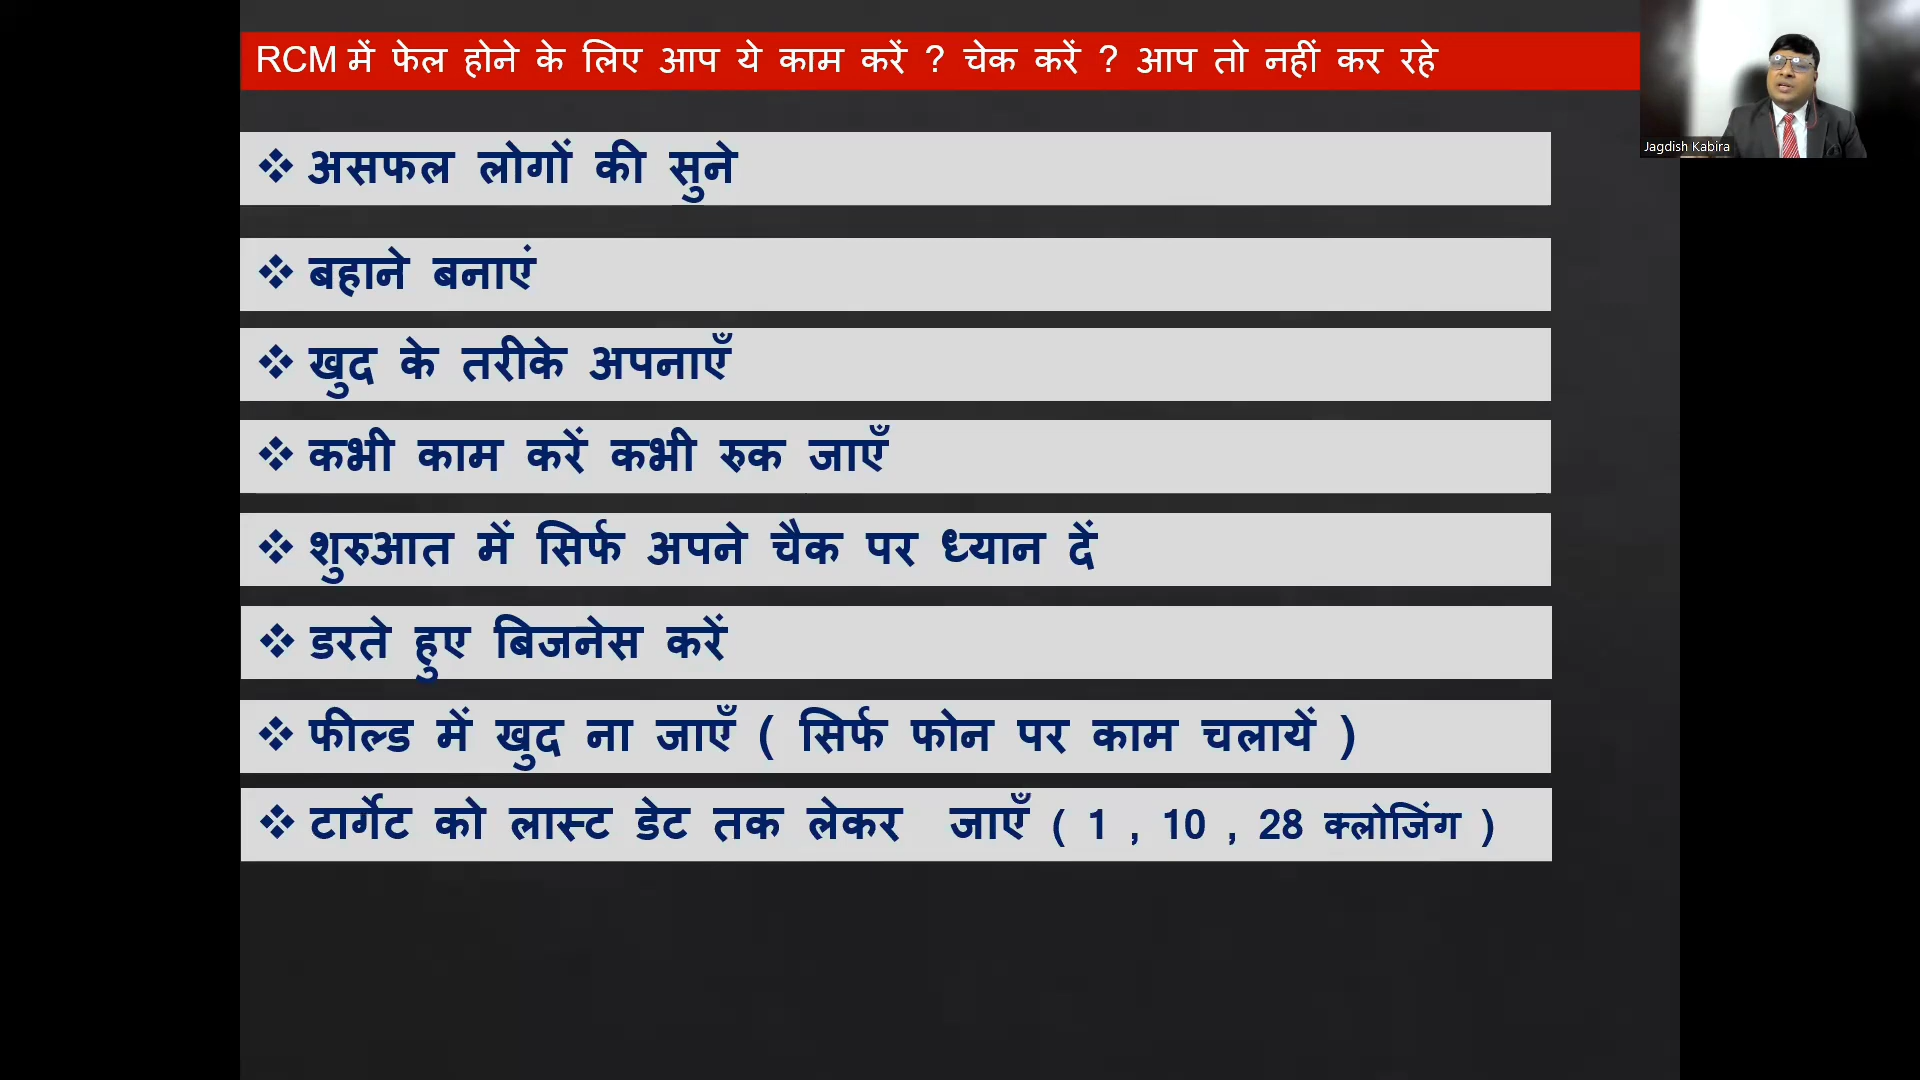 RCM में फेल होने के लिए आप ये काम करें ? चेक करें ? आप तो नहीं कर रहे
Jagdish Kabira
❖ असफल लोगों की सुने
❖ बहाने बनाएं
❖ खुद के तरीके अपनाएँ
❖ कभी काम करें कभी रुक जाएँ
❖ शुरुआत में सिर्फ अपने चैक पर ध्यान दें
❖ डरते हुए बिजनेस करें
❖ फील्ड में खुद ना जाएँ ( सिर्फ फोन पर काम चलायें )
❖ टार्गेट को लास्ट डेट तक लेकर जाएँ ( 1 , 10 , 28 क्लोजिंग )